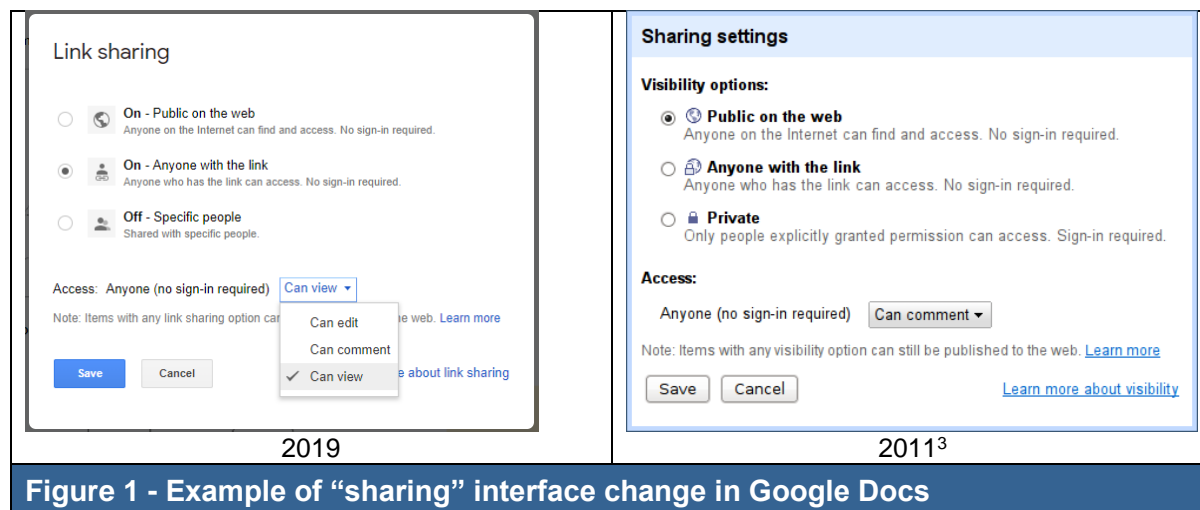 Link sharing
On - Public on the web
Anyone on the Internet can find and access. No sign-in required.
On - Anyone with the link
Anyone who has the link can access. No sign-in required.
Off - Specific people
Shared with specific people.
Access: Anyone (no sign-in required) Can view
Note: Items with any link sharing option can e web. Learn more
Can edit
Can comment
Can view
Save Cancel e about link sharing
2019
Sharing settings
Visibility options:
Public on the web
Anyone on the Internet can find and access. No sign-in required.
Anyone with the link
Anyone who has the link can access. No sign-in required.
Private
Only people explicitly granted permission can access. Sign-in required.
Access:
Anyone (no sign-in required) Can comment
Note: Items with any visibility option can still be published to the web. Learn more
Save Cancel Learn more about visibility
2011³
Figure 1 - Example of “sharing” interface change in Google Docs